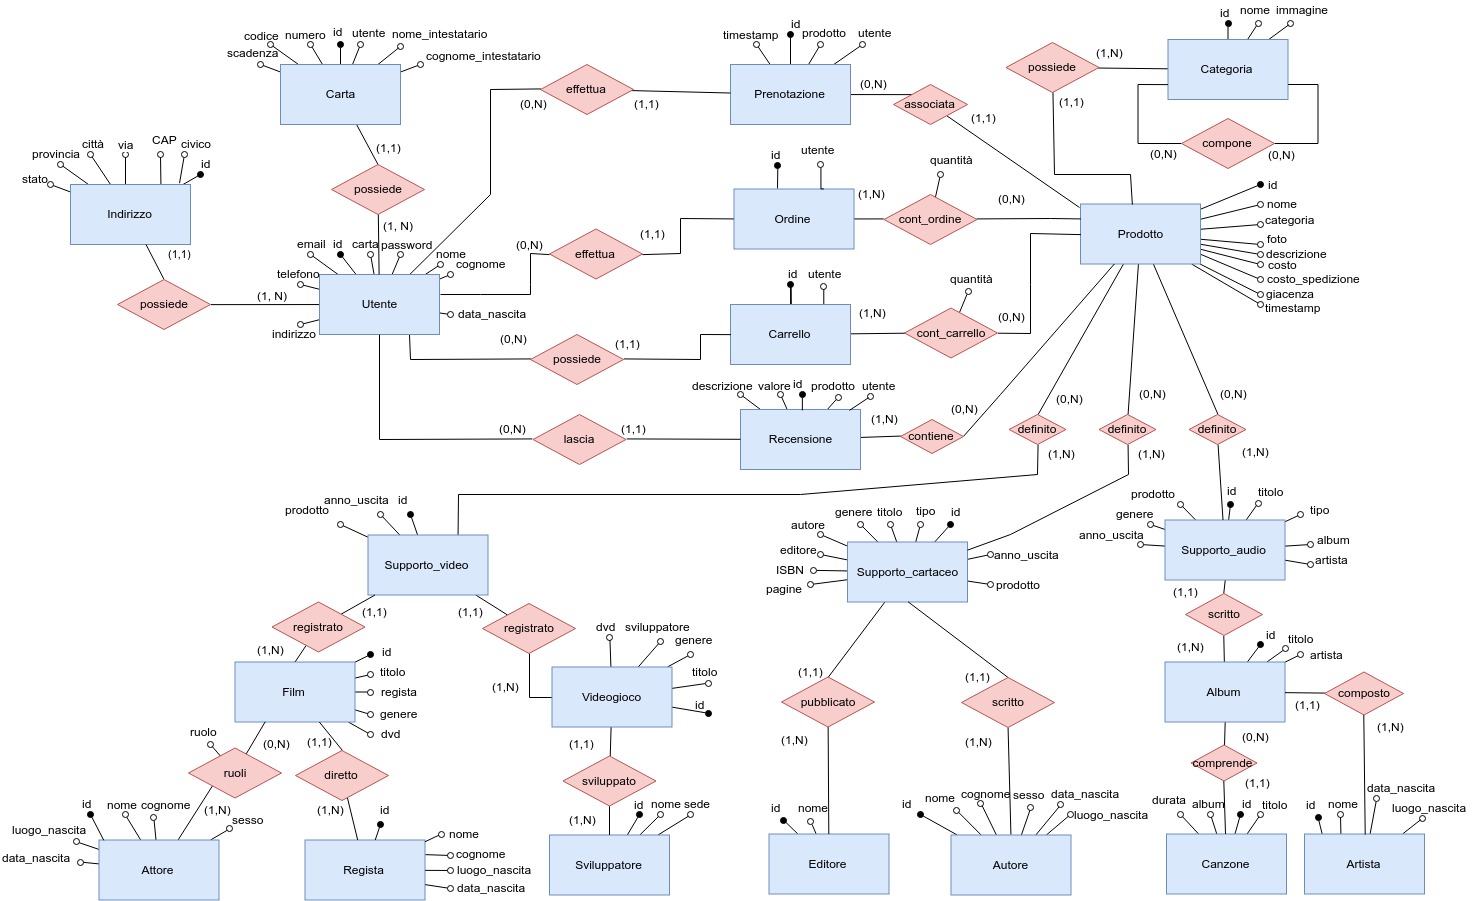 codice numero id utente nome_intestatario
scadenza
cognome_intestatario
Carta
(1,1)
possiede
(1, N)
provincia città via CAP civico
id
stato
Indirizzo
(1,1)
possiede
(1, N)
email id carta password
nome
cognome
telefono
data_nascita
indirizzo
Utente
(0,N)
effettua
(1,1)
timestamp id prodotto utente
Prenotazione
(0,N)
associata
(1,1)
(0,N)
effettua
(1,1)
id utente
Ordine
(1,N)
quantità
cont_ordine
(0,N)
(0,N)
possiede
(1,1)
id utente
Carrello
(1,N)
quantità
cont_carrello
(0,N)
(0,N)
lascia
(1,1)
descrizione valore id prodotto utente
Recensione
(1,N)
contiene
(0,N)
id nome immagine
Categoria
(1,N)
possiede
(1,1)
(0,N)
compone
(0,N)
Prodotto
id
nome
categoria
foto
descrizione
costo
costo_spedizione
giacenza
timestamp
(0,N)
definito
(1,N)
(0,N)
definito
(1,N)
(0,N)
definito
(1,N)
prodotto anno_uscita id
Supporto_video
(1,1)
registrato
(1,N)
(1,1)
registrato
(1,N)
Film
id
titolo
regista
genere
dvd
ruolo
(0,N)
ruoli
(1,N)
(1,1)
diretto
(1,N)
id nome cognome
sesso
luogo_nascita
data_nascita
Attore
id
nome
cognome
luogo_nascita
data_nascita
Regista
dvd sviluppatore
genere
titolo
id
Videogioco
(1,1)
sviluppato
(1,N)
id nome sede
Sviluppatore
autore genere titolo tipo id
editore
ISBN
pagine
anno_uscita
prodotto
Supporto_cartaceo
(1,1)
pubblicato
(1,N)
(1,1)
scritto
(1,N)
id nome
Editore
id nome cognome sesso data_nascita
luogo_nascita
Autore
prodotto id titolo
tipo
genere
anno_uscita
album
artista
Supporto_audio
(1,1)
scritto
(1,N)
id titolo
artista
Album
(1,1)
composto
(1,N)
(0,N)
comprende
(1,1)
durata album id titolo
Canzone
id nome data_nascita
luogo_nascita
Artista